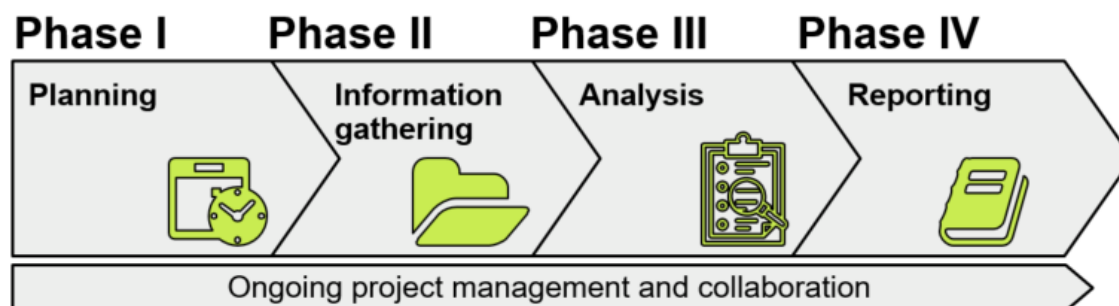 Phase I
Phase II
Phase III
Phase IV
Planning
Information
gathering
Analysis
Reporting
Ongoing project management and collaboration